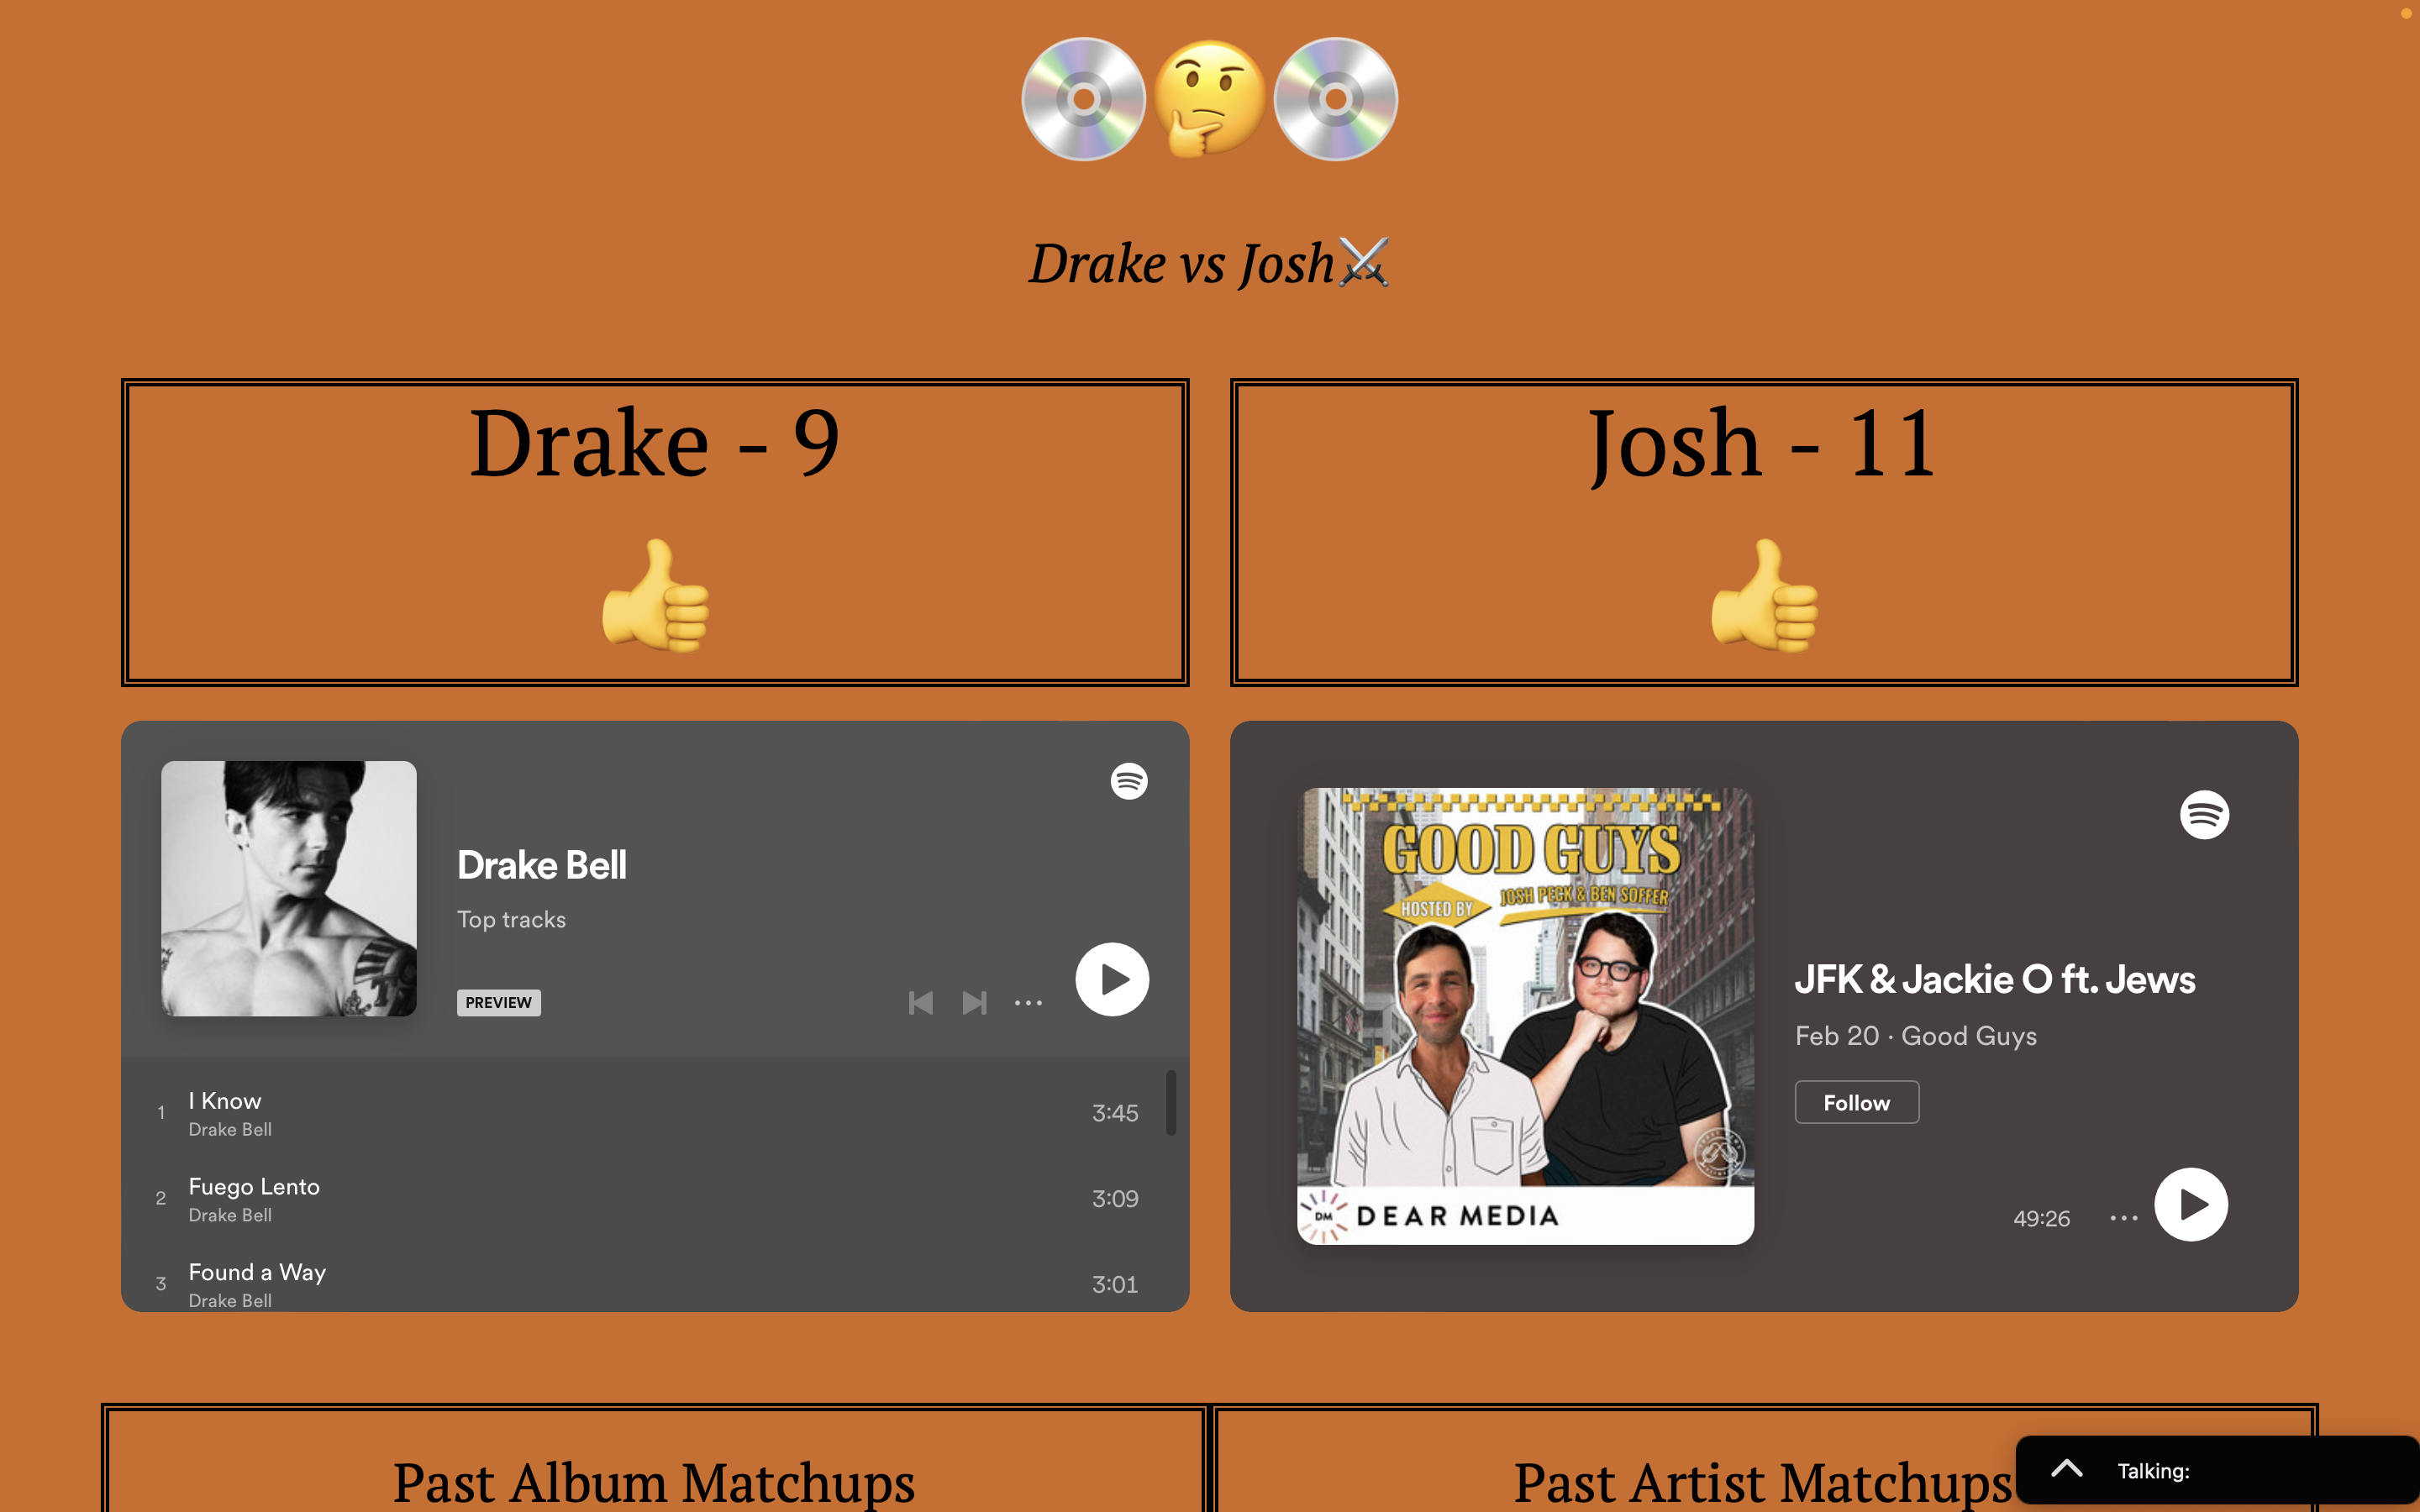 Drake vs Josh
Drake - 9
Josh - 11
Drake Bell
Top tracks
PREVIEW
1
I Know
Drake Bell
3:45
2
Fuego Lento
Drake Bell
3:09
3
Found a Way
Drake Bell
3:01
GOOD GUYS
HOSTED BY
JOSH PECK & BEN SOFFER
DM
DEAR MEDIA
JFK & Jackie O ft. Jews
Feb 20 · Good Guys
Follow
49:26
Past Album Matchups
Past Artist Matchups
Talking: